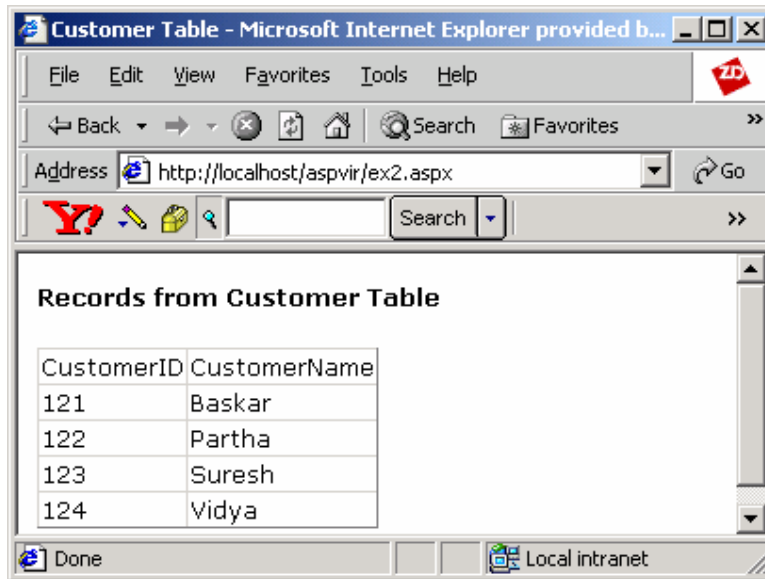 Customer Table - Microsoft Internet Explorer provided b...
File Edit View Favorites Tools Help
ZD
Back Search Favorites »
Address http://localhost/aspvir/ex2.aspx Go
Y! Search »
Records from Customer Table
CustomerID CustomerName
121 Baskar
122 Partha
123 Suresh
124 Vidya
Done Local intranet